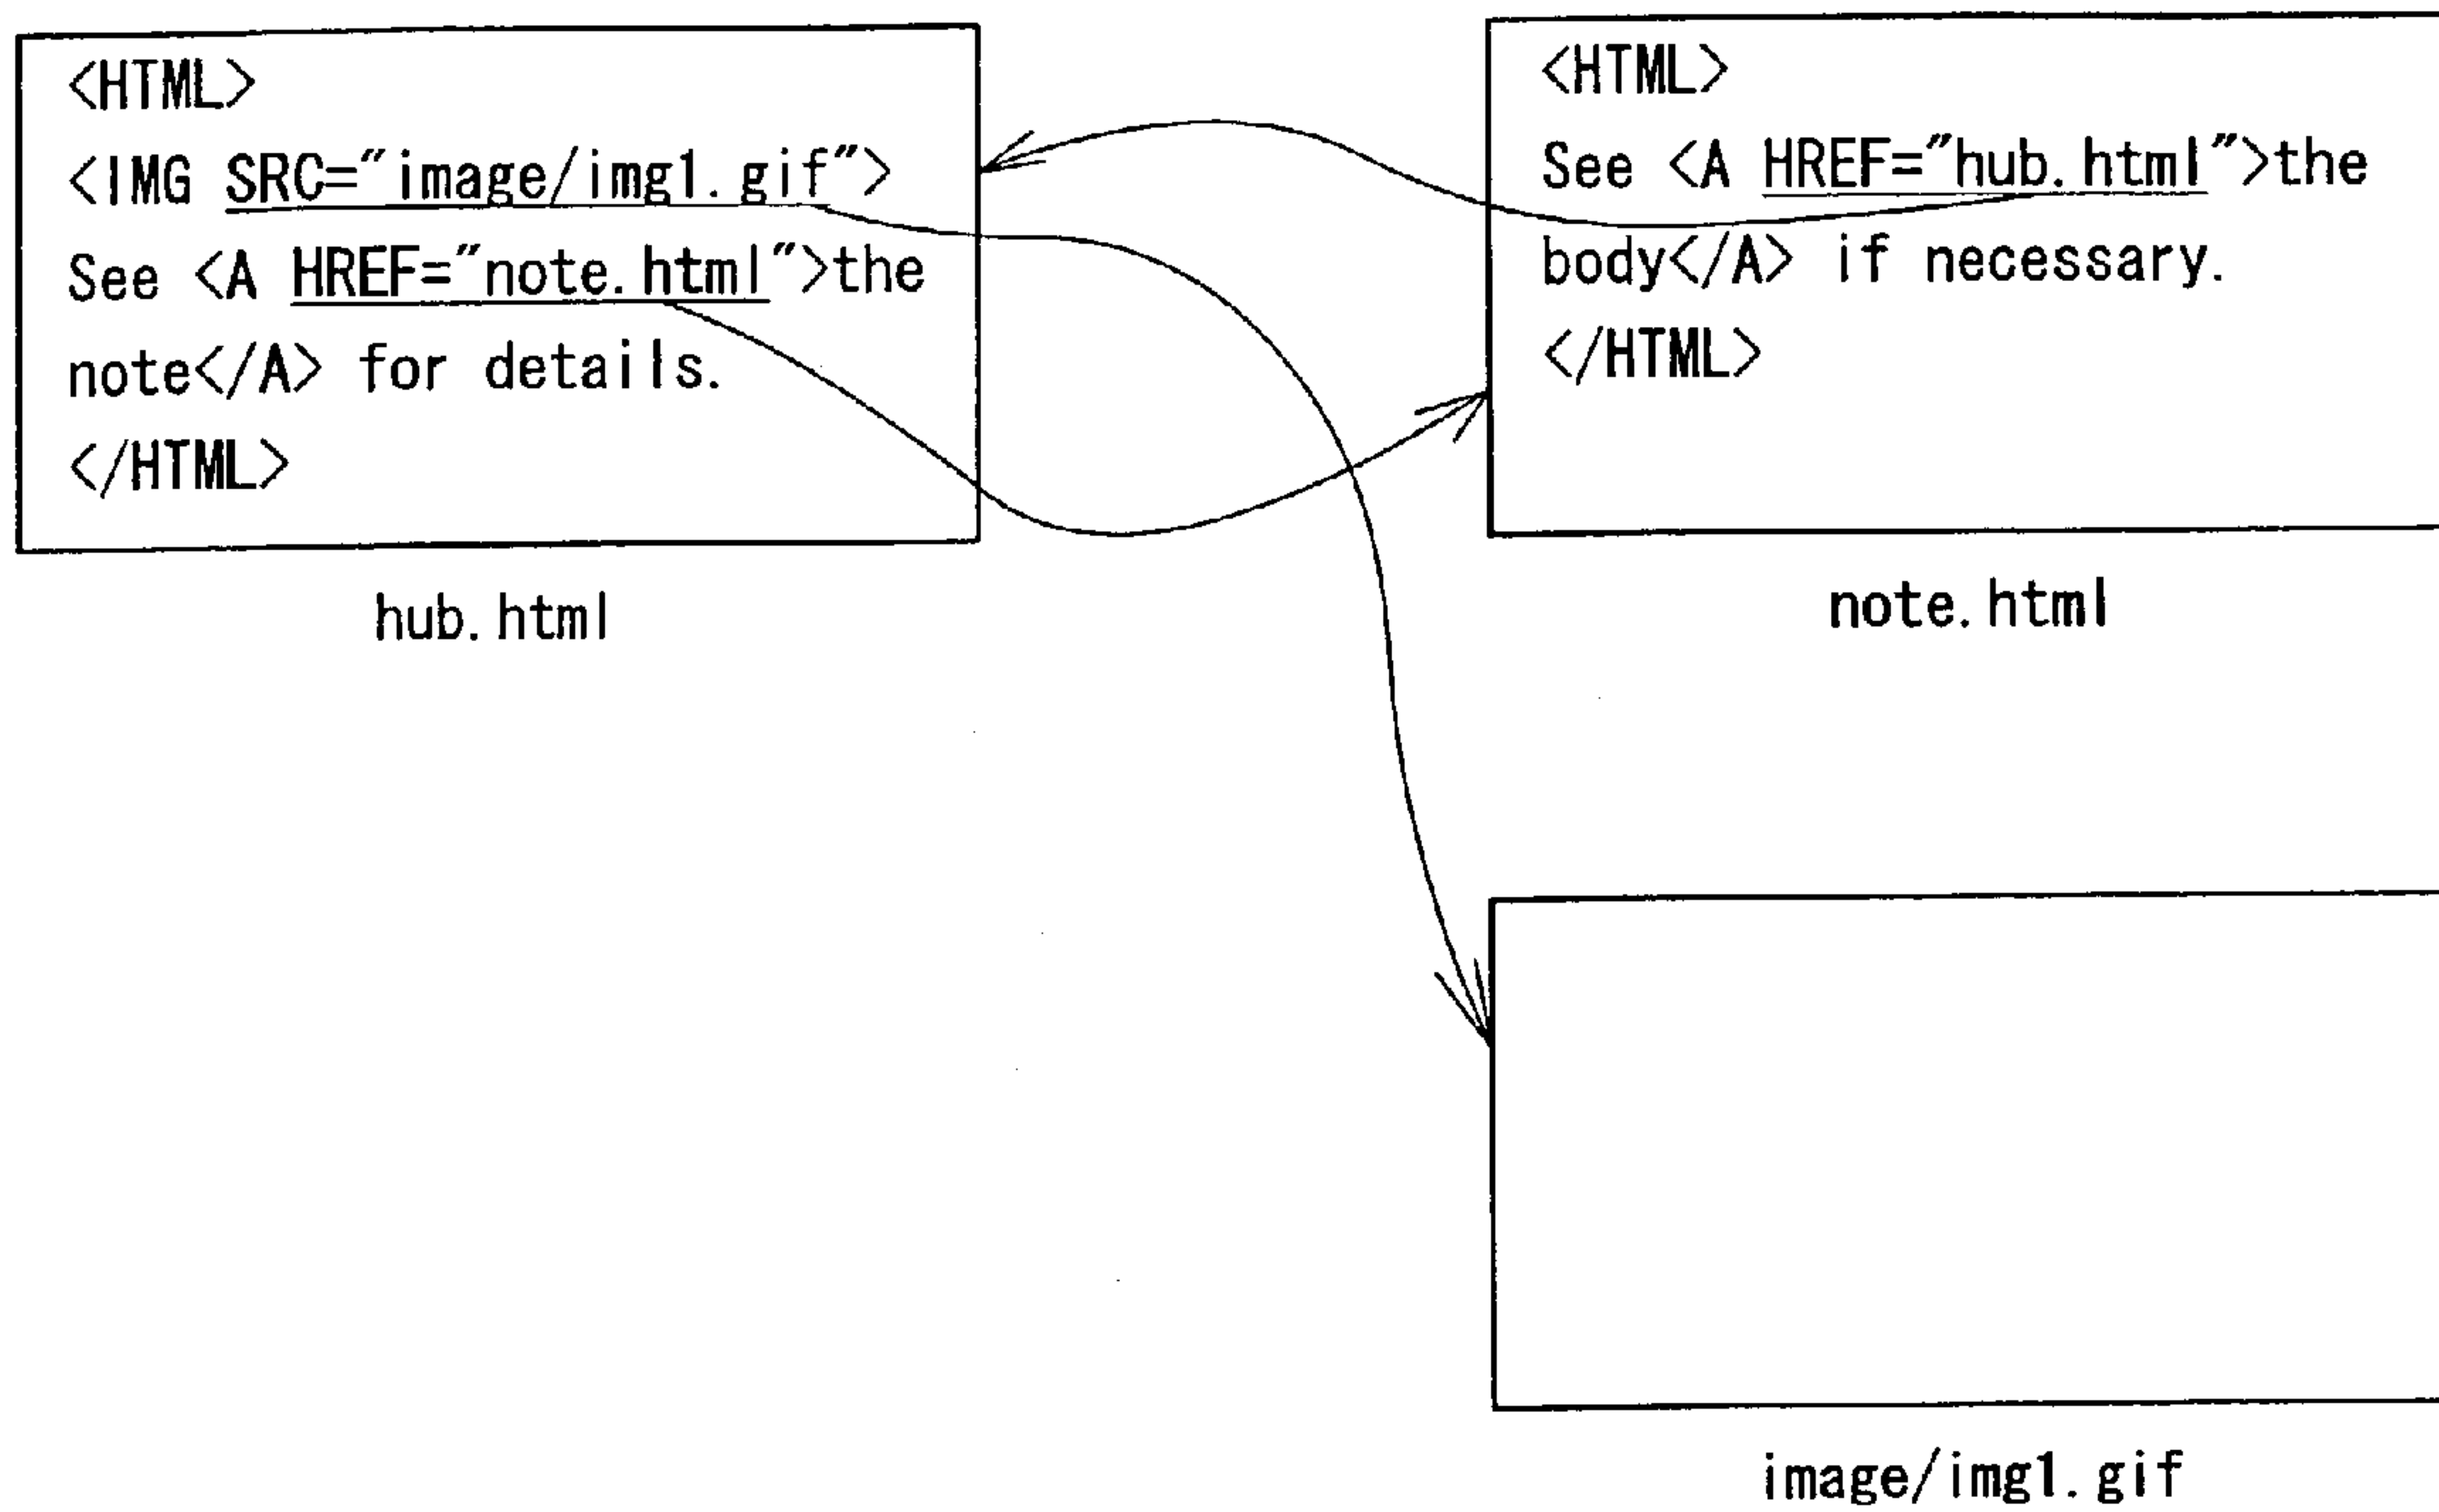 <HTML>
<IMG SRC="image/img1.gif">
See <A HREF="note.html">the
note</A> for details.
</HTML>
hub.html
<HTML>
See <A HREF="hub.html">the
body</A> if necessary.
</HTML>
note.html
image/img1.gif